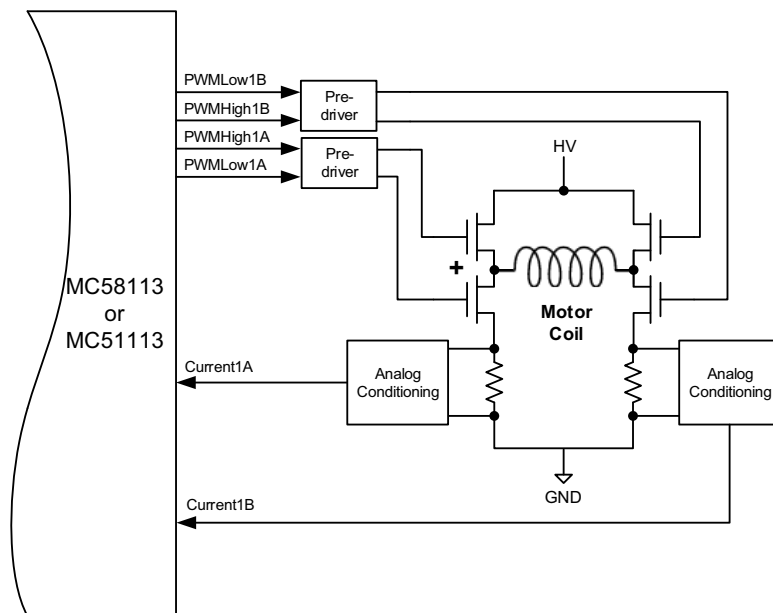 PWMLow1B
PWMHigh1B
PWMHigh1A
PWMLow1A
Pre-
driver
Pre-
driver
HV
+
Motor
Coil
MC58113
or
MC51113
Current1A
Analog
Conditioning
Analog
Conditioning
GND
Current1B